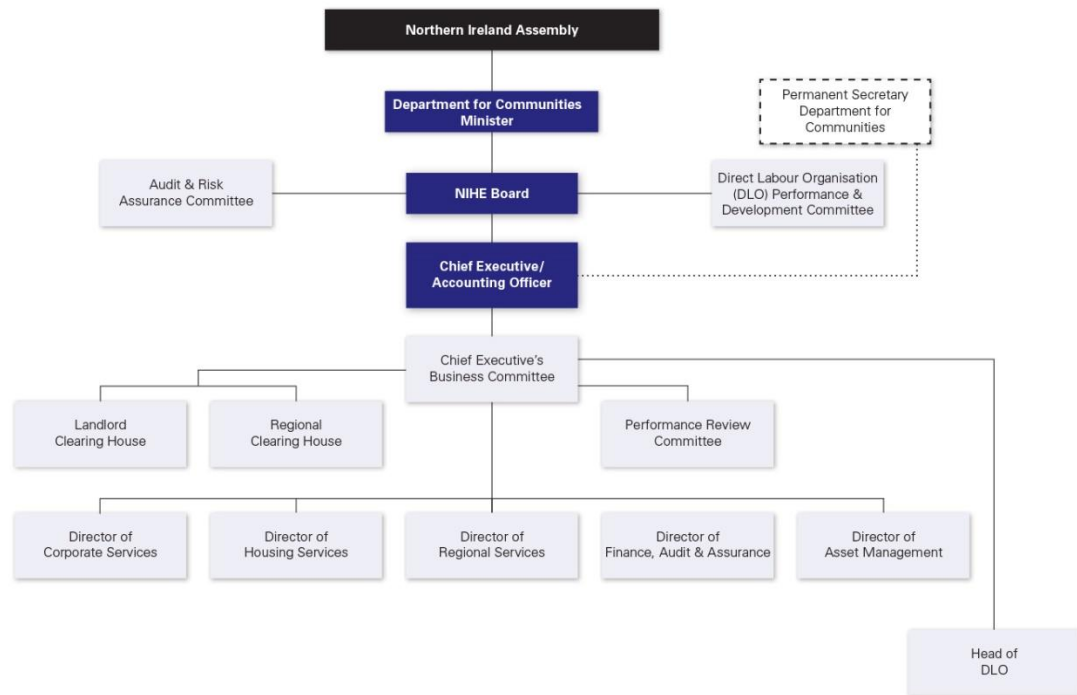 Northern Ireland Assembly
Permanent Secretary
Department for
Communities
Department for Communities
Minister
Audit & Risk
Assurance Committee
NIHE Board
Direct Labour Organisation
(DLO) Performance &
Development Committee
Chief Executive/
Accounting Officer
Chief Executive's
Business Committee
Landlord
Clearing House
Regional
Clearing House
Performance Review
Committee
Director of
Corporate Services
Director of
Housing Services
Director of
Regional Services
Director of
Finance, Audit & Assurance
Director of
Asset Management
Head of
DLO